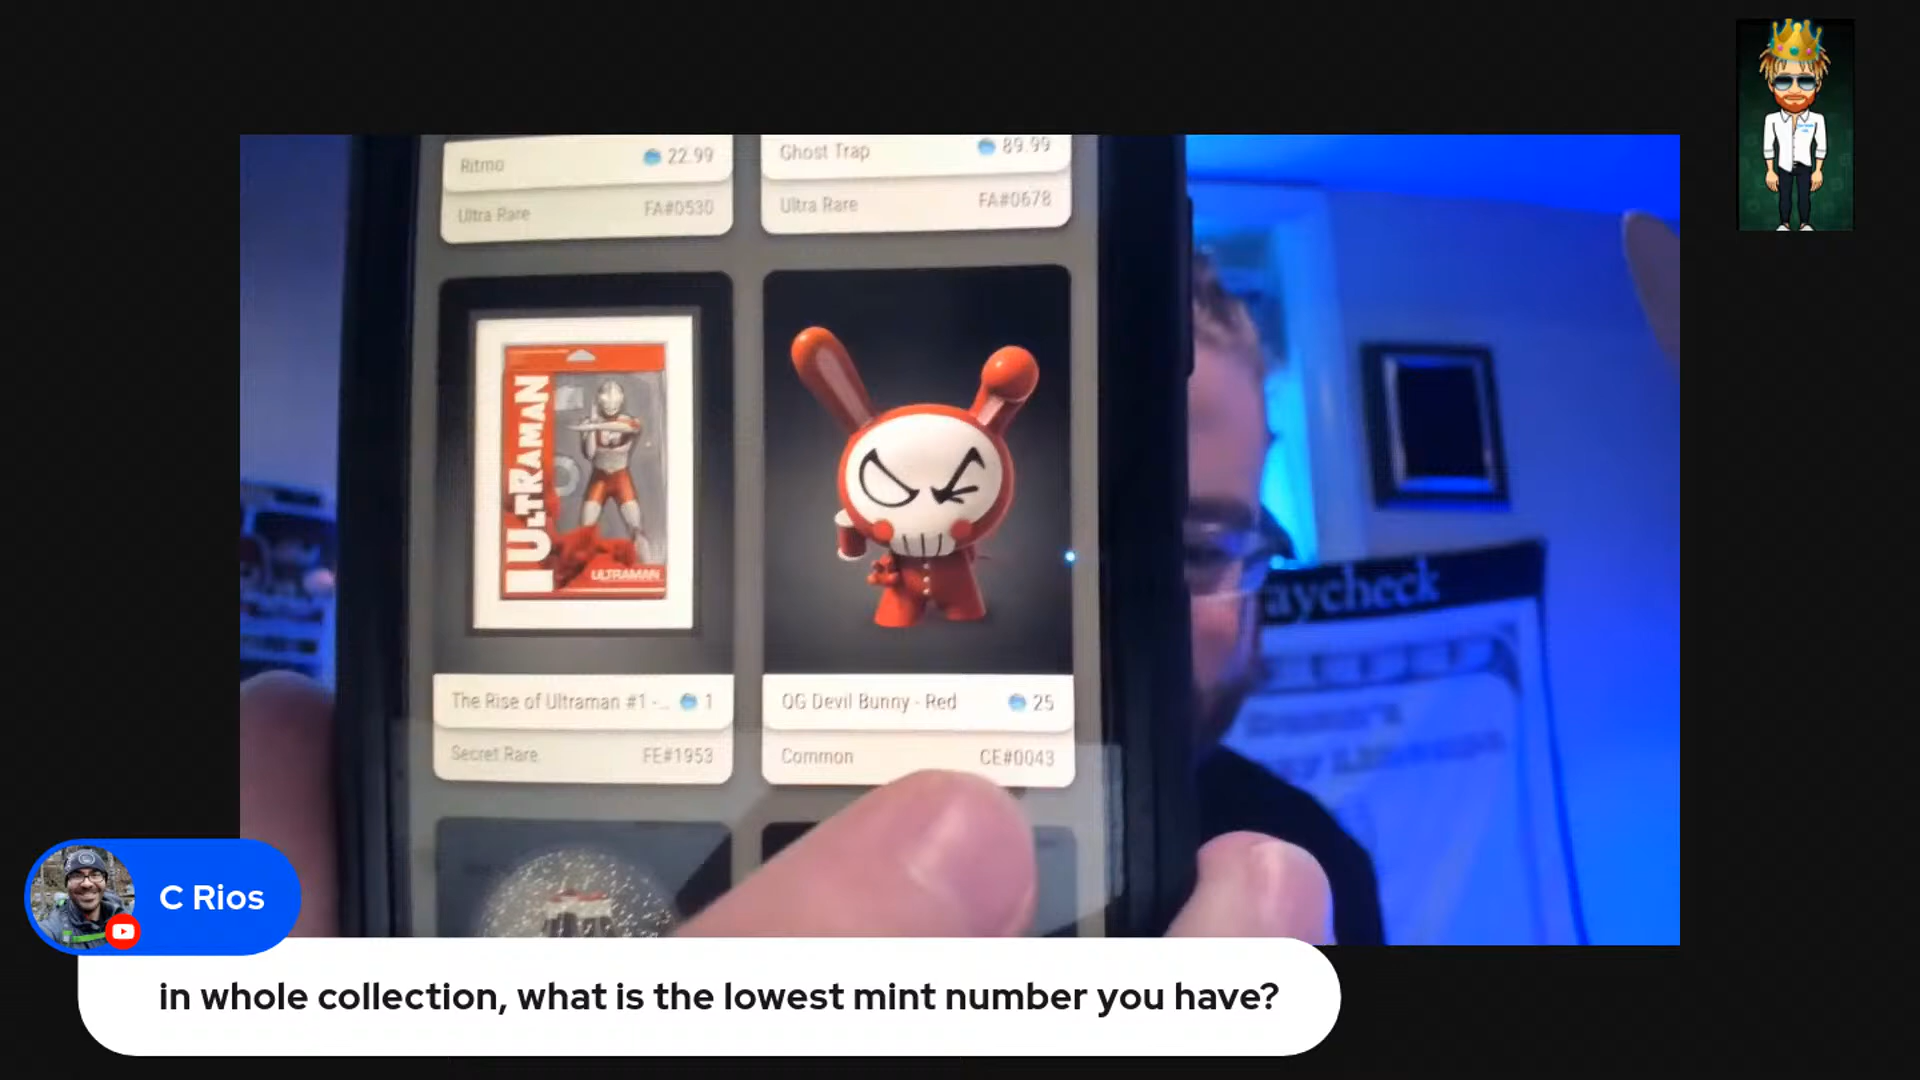 Ritmo 22.99
Ultra Rare FA#0530
Ghost Trap 89.99
Ultra Rare FA#0678
ULTRAMAN
ULTRAMAN
The Rise of Ultraman #1 -... 1
Secret Rare FE#1953
OG Devil Bunny - Red 25
Common CE#0043
aycheck
C Rios
in whole collection, what is the lowest mint number you have?